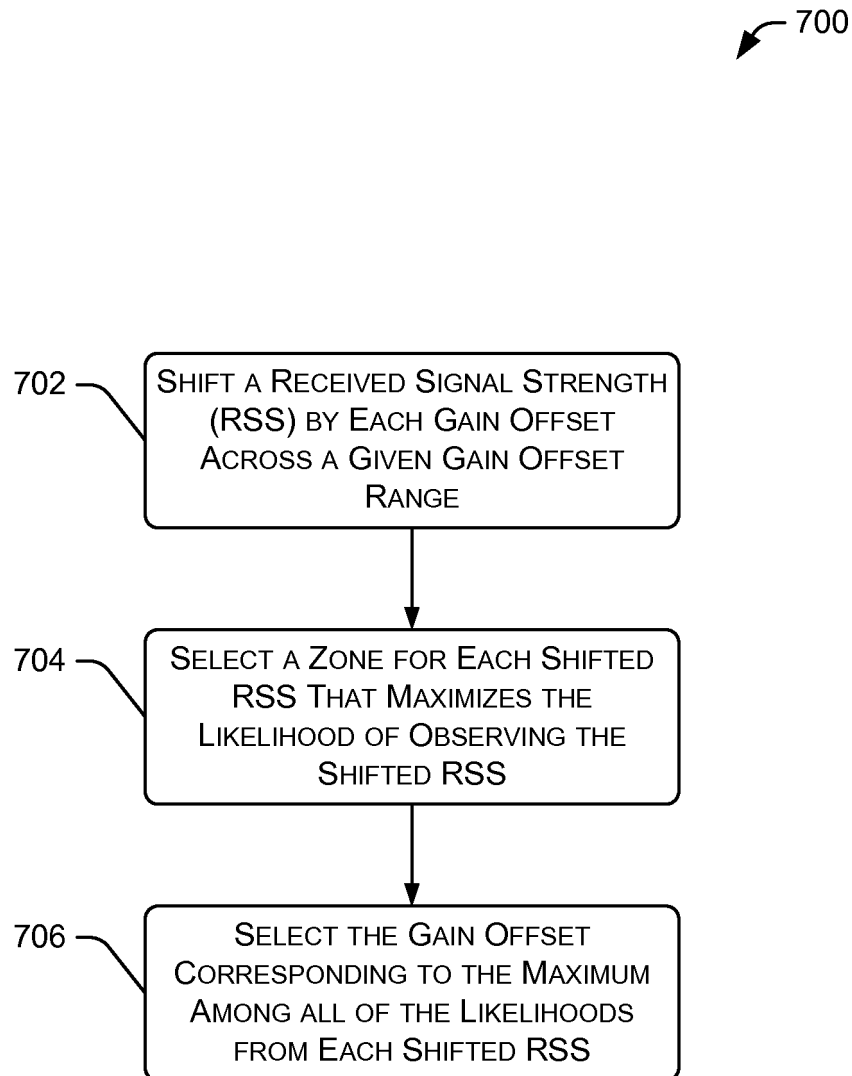 700
702
SHIFT A RECEIVED SIGNAL STRENGTH
(RSS) BY EACH GAIN OFFSET
ACROSS A GIVEN GAIN OFFSET
RANGE
704
SELECT A ZONE FOR EACH SHIFTED
RSS THAT MAXIMIZES THE
LIKELIHOOD OF OBSERVING THE
SHIFTED RSS
706
SELECT THE GAIN OFFSET
CORRESPONDING TO THE MAXIMUM
AMONG ALL OF THE LIKELIHOODS
FROM EACH SHIFTED RSS